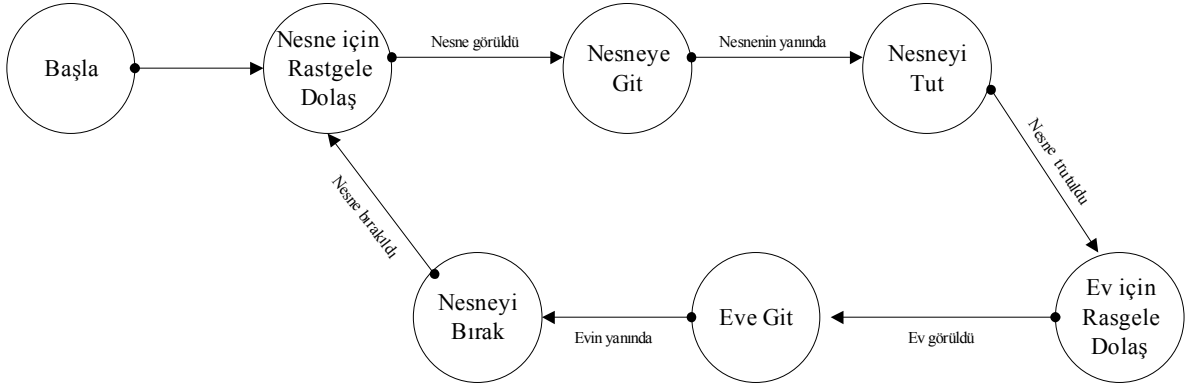 Başla
Nesne için
Rastgele
Dolaş
Nesne görüldü
Nesneye
Git
Nesnenin yanında
Nesneyi
Tut
Nesne trutuldu
Ev için
Rasgele
Dolaş
Ev görüldü
Eve Git
Evin yanında
Nesneyi
Bırak
Nesne bırakıldı